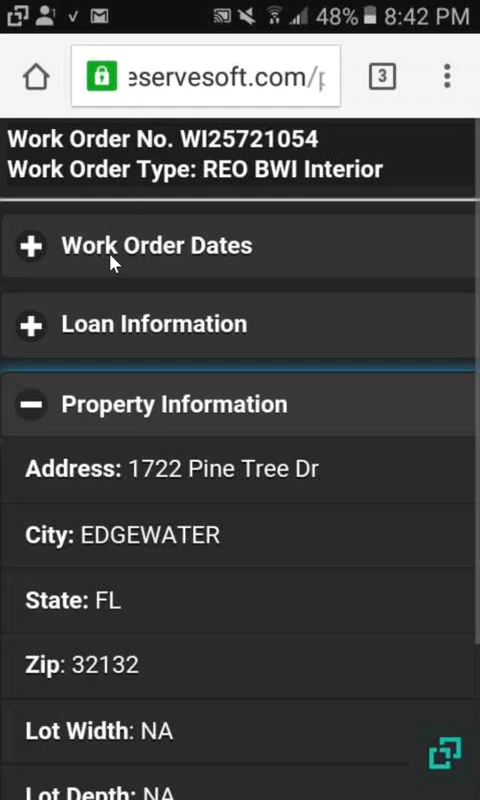 48% 8:42 PM
eservesoft.com/p
3
Work Order No. WI25721054
Work Order Type: REO BWI Interior
Work Order Dates
Loan Information
Property Information
Address: 1722 Pine Tree Dr
City: EDGEWATER
State: FL
Zip: 32132
Lot Width: NA
Lot Depth: NA